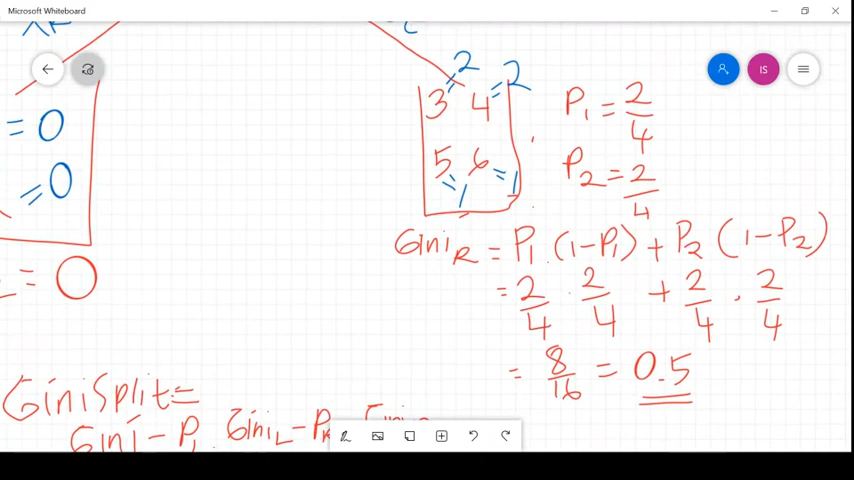 Microsoft Whiteboard
IS
= 0
= 0
= 0
3 = 2 4 = 2
5 = 1 6 = 1
P1 = 2/4
P2 = 2/4
GiniR = P1 . (1-P1) + P2 (1-P2)
= 2/4 . 2/4 + 2/4 . 2/4
= 8/16 = 0.5
GiniSplit =
Gini - P . GiniL - PR